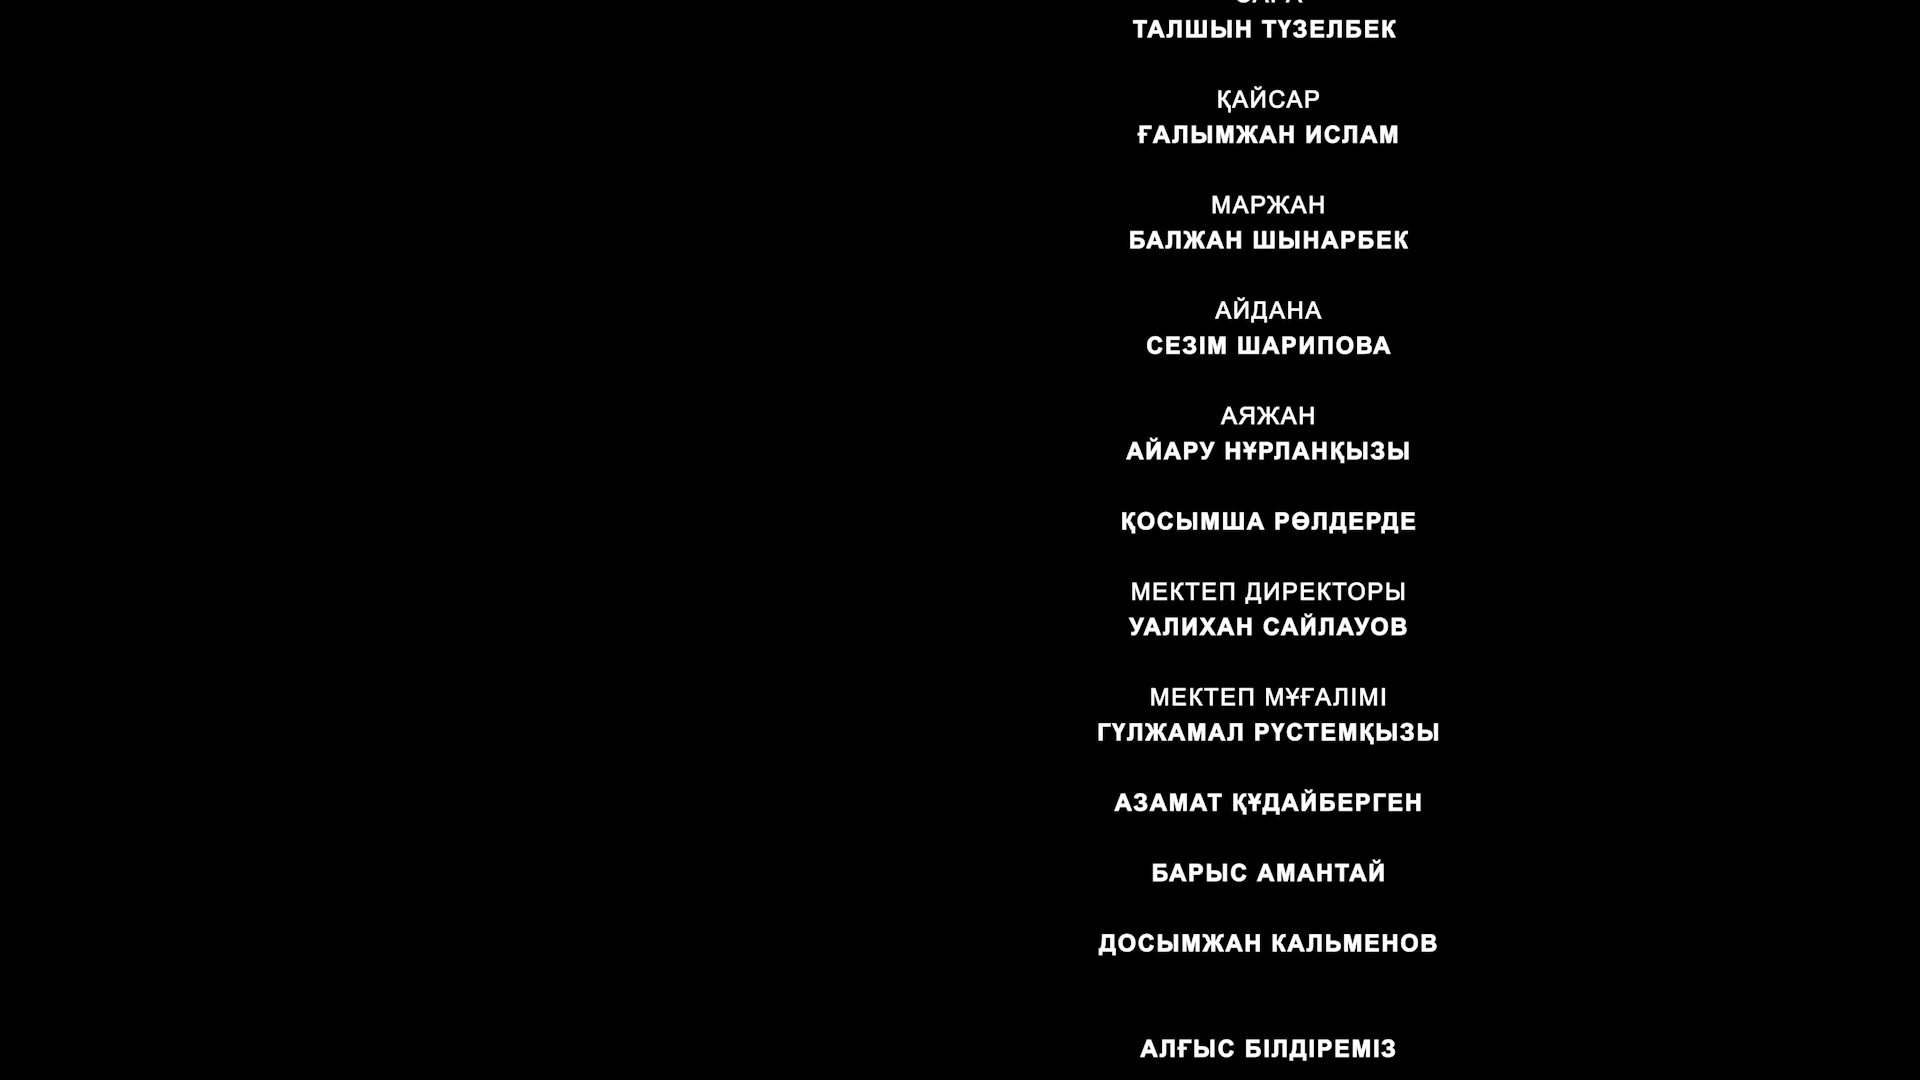 ТАЛШЫН ТҮЗЕЛБЕК
ҚАЙСАР
ҒАЛЫМЖАН ИСЛАМ
МАРЖАН
БАЛЖАН ШЫНАРБЕК
АЙДАНА
СЕЗІМ ШАРИПОВА
АЯЖАН
АЙАРУ НҰРЛАНҚЫЗЫ
ҚОСЫМША РӨЛДЕРДЕ
МЕКТЕП ДИРЕКТОРЫ
УАЛИХАН САЙЛАУОВ
МЕКТЕП МҰҒАЛІМІ
ГҮЛЖАМАЛ РҮСТЕМҚЫЗЫ
АЗАМАТ ҚҰДАЙБЕРГЕН
БАРЫС АМАНТАЙ
ДОСЫМЖАН КАЛЬМЕНОВ
АЛҒЫС БІЛДІРЕМІЗ